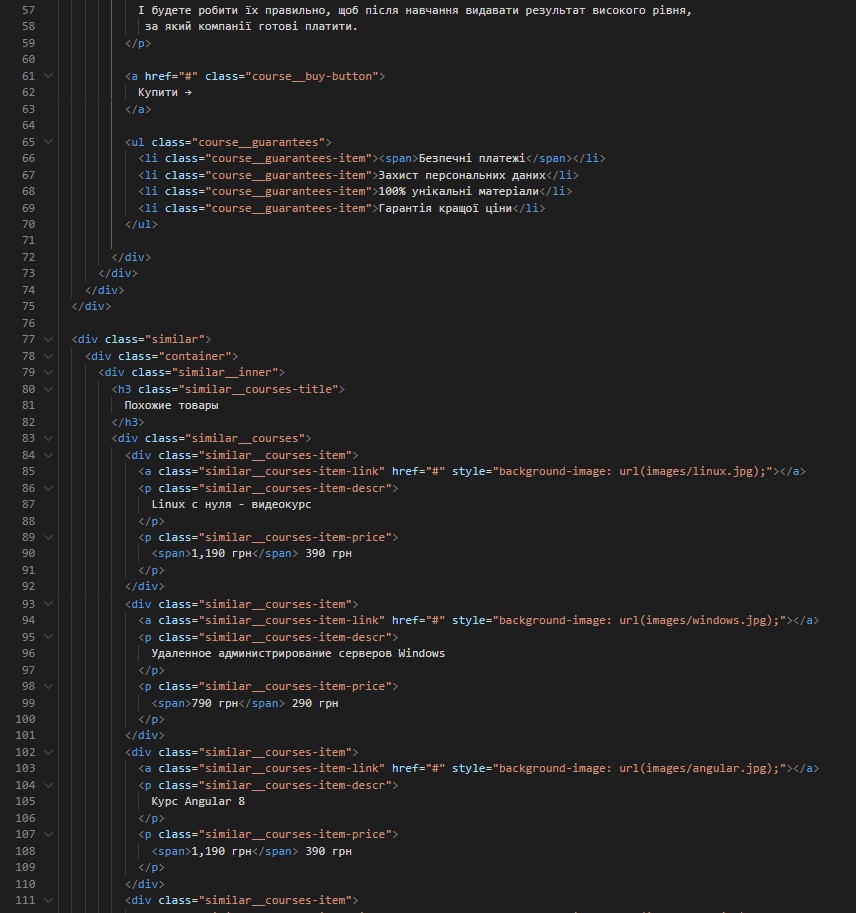 57 І будете робити їх правильно, щоб після навчання видавати результат високого рівня,
58 за який компанії готові платити.
59 </p>
60
61 <a href="#" class="course__buy-button">
62 Купити →
63 </a>
64
65 <ul class="course__guarantees">
66 <li class="course__guarantees-item"><span>Безпечні платежі</span></li>
67 <li class="course__guarantees-item">Захист персональних даних</li>
68 <li class="course__guarantees-item">100% унікальні матеріали</li>
69 <li class="course__guarantees-item">Гарантія кращої ціни</li>
70 </ul>
71
72 </div>
73 </div>
74 </div>
75 </div>
76
77 <div class="similar">
78 <div class="container">
79 <div class="similar__inner">
80 <h3 class="similar__courses-title">
81 Похожие товары
82 </h3>
83 <div class="similar__courses">
84 <div class="similar__courses-item">
85 <a class="similar__courses-item-link" href="#" style="background-image: url(images/linux.jpg);"></a>
86 <p class="similar__courses-item-descr">
87 Linux с нуля - видеокурс
88 </p>
89 <p class="similar__courses-item-price">
90 <span>1,190 грн</span> 390 грн
91 </p>
92 </div>
93 <div class="similar__courses-item">
94 <a class="similar__courses-item-link" href="#" style="background-image: url(images/windows.jpg);"></a>
95 <p class="similar__courses-item-descr">
96 Удаленное администрирование серверов Windows
97 </p>
98 <p class="similar__courses-item-price">
99 <span>790 грн</span> 290 грн
100 </p>
101 </div>
102 <div class="similar__courses-item">
103 <a class="similar__courses-item-link" href="#" style="background-image: url(images/angular.jpg);"></a>
104 <p class="similar__courses-item-descr">
105 Курс Angular 8
106 </p>
107 <p class="similar__courses-item-price">
108 <span>1,190 грн</span> 390 грн
109 </p>
110 </div>
111 <div class="similar__courses-item">